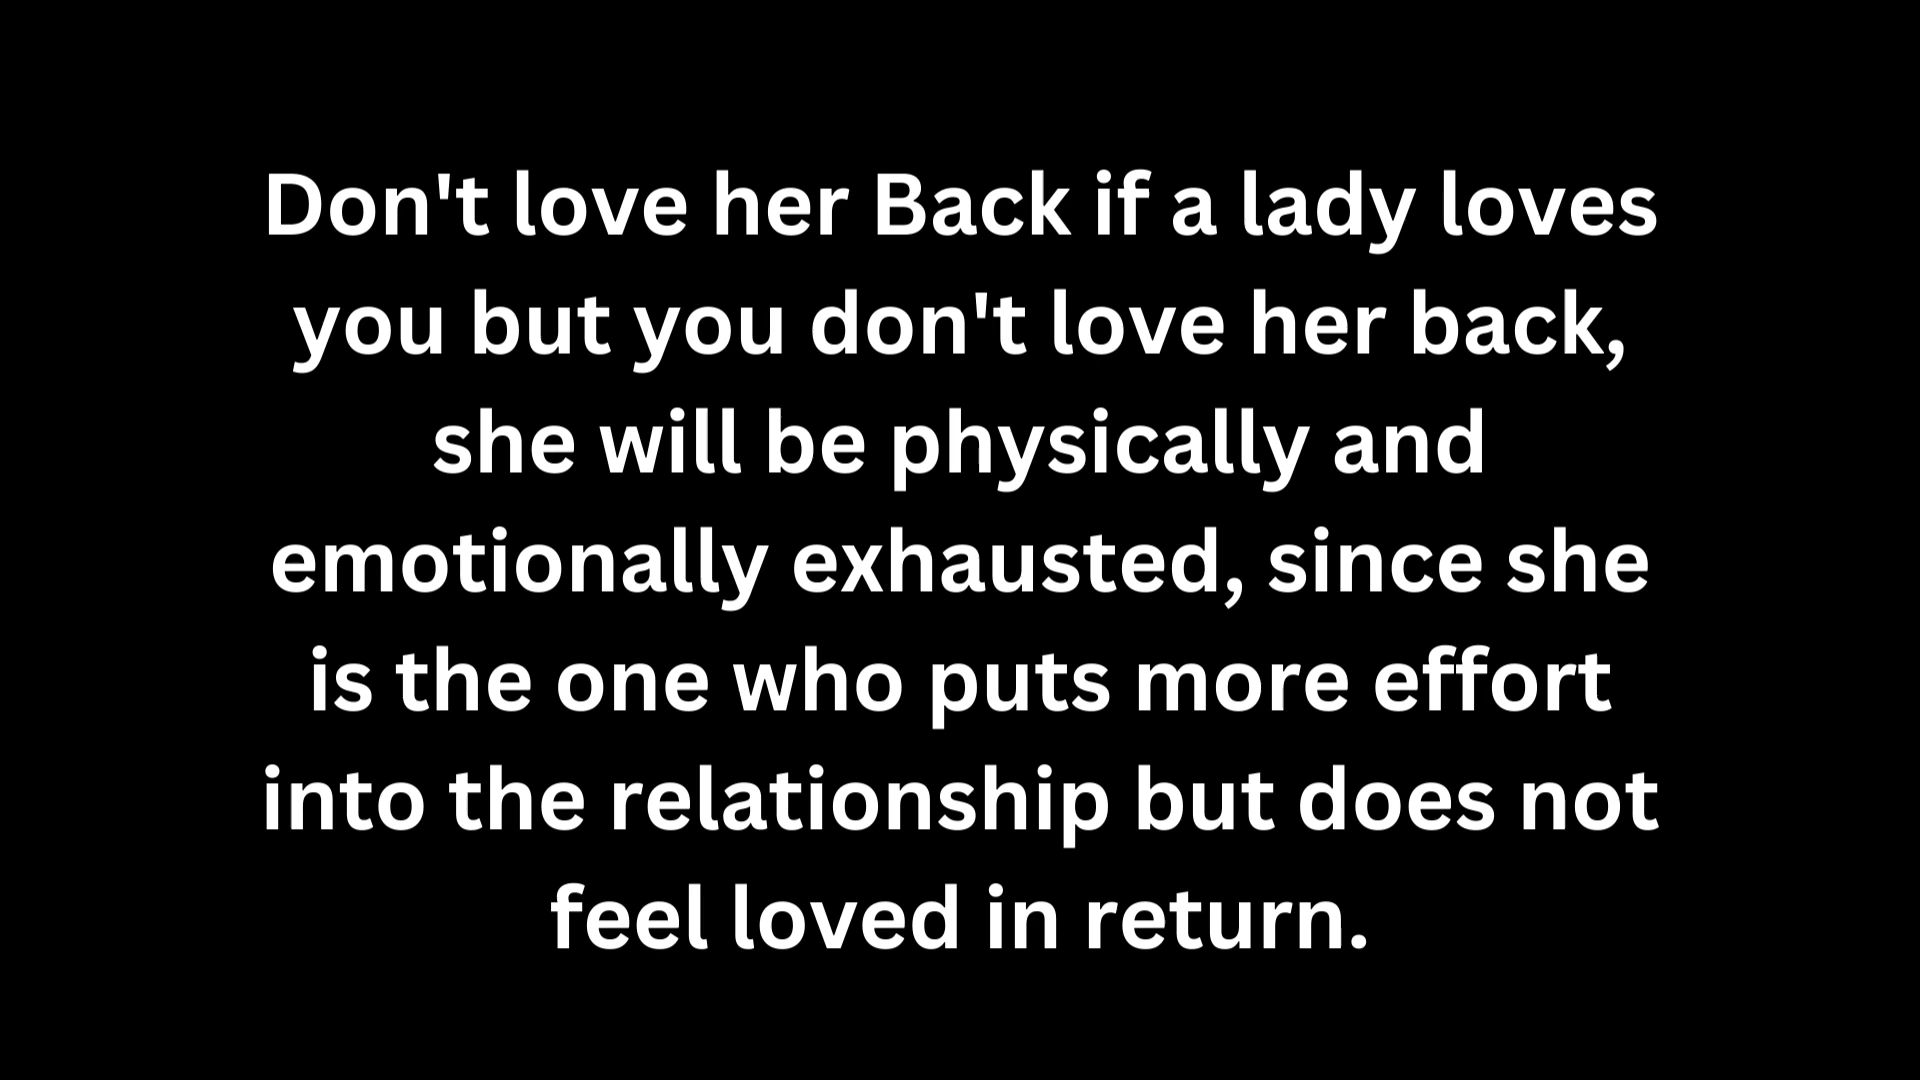 Don't love her Back if a lady loves
you but you don't love her back,
she will be physically and
emotionally exhausted, since she
is the one who puts more effort
into the relationship but does not
feel loved in return.